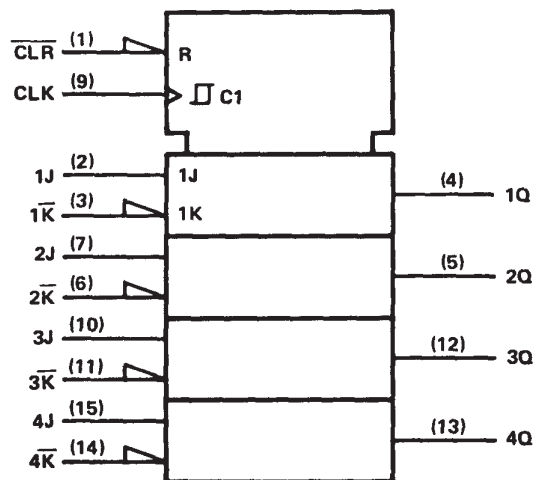 C̅L̅R̅ (1) R
CLK (9) C1
1J (2) 1J (4) 1Q
1K̅ (3) 1K
2J (7) (5) 2Q
2K̅ (6)
3J (10) (12) 3Q
3K̅ (11)
4J (15) (13) 4Q
4K̅ (14)